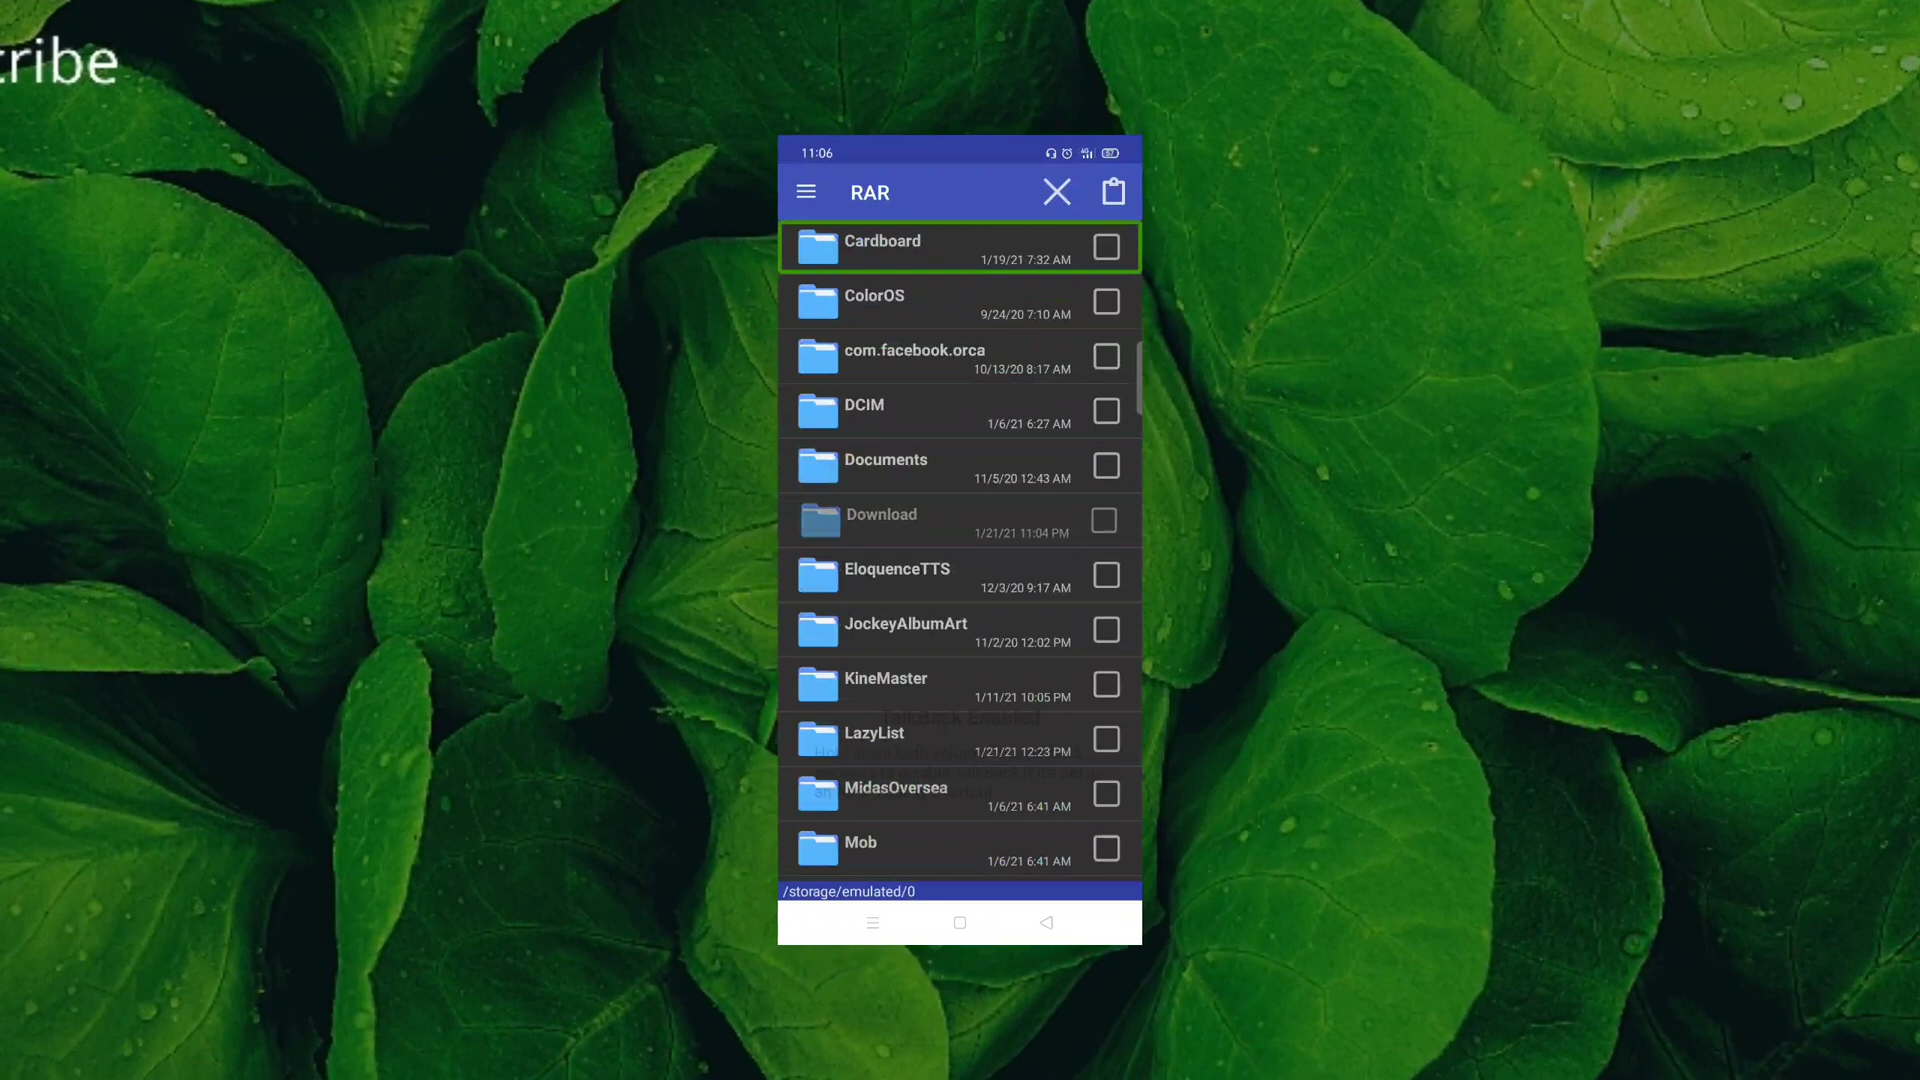 cribe
11:06
57
RAR
Cardboard
1/19/21 7:32 AM
ColorOS
9/24/20 7:10 AM
com.facebook.orca
10/13/20 8:17 AM
DCIM
1/6/21 6:27 AM
Documents
11/5/20 12:43 AM
Download
1/21/21 11:04 PM
EloquenceTTS
12/3/20 9:17 AM
JockeyAlbumArt
11/2/20 12:02 PM
KineMaster
1/11/21 10:05 PM
TalkBack Enabled
LazyList
1/21/21 12:23 PM
MidasOversea
1/6/21 6:41 AM
Mob
1/6/21 6:41 AM
/storage/emulated/0